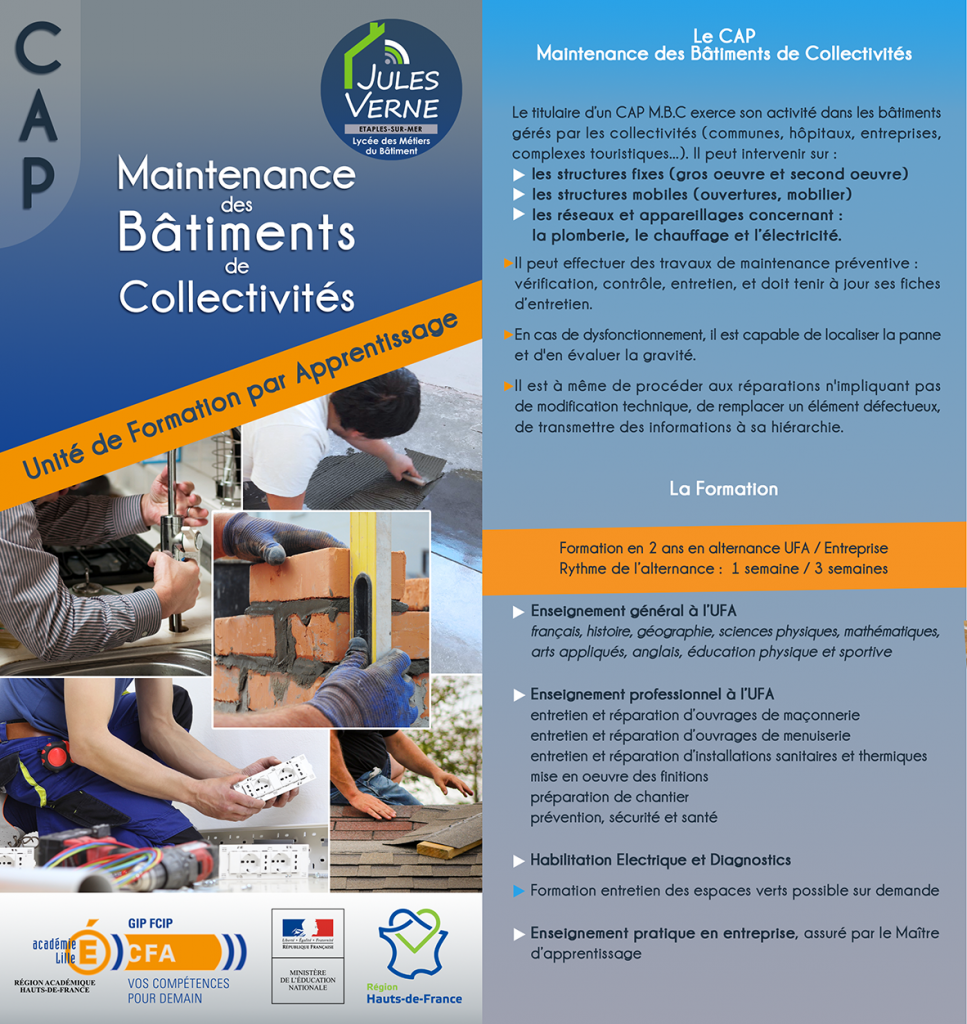 CAP
JULES
VERNE
ETAPLES-SUR-MER
Lycée des Métiers
du Bâtiment
Maintenance
des
Bâtiments
de
Collectivités
Unité de Formation par Apprentissage
académie
Lille
É
RÉGION ACADÉMIQUE
HAUTS-DE-FRANCE
GIP FCIP
CFA
VOS COMPÉTENCES
POUR DEMAIN
Liberté • Égalité • Fraternité
RÉPUBLIQUE FRANÇAISE
MINISTÈRE
DE L'ÉDUCATION
NATIONALE
Région
Hauts-de-France
Le CAP
Maintenance des Bâtiments de Collectivités
Le titulaire d'un CAP M.B.C exerce son activité dans les bâtiments
gérés par les collectivités (communes, hôpitaux, entreprises,
complexes touristiques...). Il peut intervenir sur :
les structures fixes (gros oeuvre et second oeuvre)
les structures mobiles (ouvertures, mobilier)
les réseaux et appareillages concernant :
la plomberie, le chauffage et l'électricité.
Il peut effectuer des travaux de maintenance préventive :
vérification, contrôle, entretien, et doit tenir à jour ses fiches
d'entretien.
En cas de dysfonctionnement, il est capable de localiser la panne
et d'en évaluer la gravité.
Il est à même de procéder aux réparations n'impliquant pas
de modification technique, de remplacer un élément défectueux,
de transmettre des informations à sa hiérarchie.
La Formation
Formation en 2 ans en alternance UFA / Entreprise
Rythme de l'alternance : 1 semaine / 3 semaines
Enseignement général à l'UFA
français, histoire, géographie, sciences physiques, mathématiques,
arts appliqués, anglais, éducation physique et sportive
Enseignement professionnel à l'UFA
entretien et réparation d'ouvrages de maçonnerie
entretien et réparation d'ouvrages de menuiserie
entretien et réparation d'installations sanitaires et thermiques
mise en oeuvre des finitions
préparation de chantier
prévention, sécurité et santé
Habilitation Electrique et Diagnostics
Formation entretien des espaces verts possible sur demande
Enseignement pratique en entreprise, assuré par le Maître
d'apprentissage